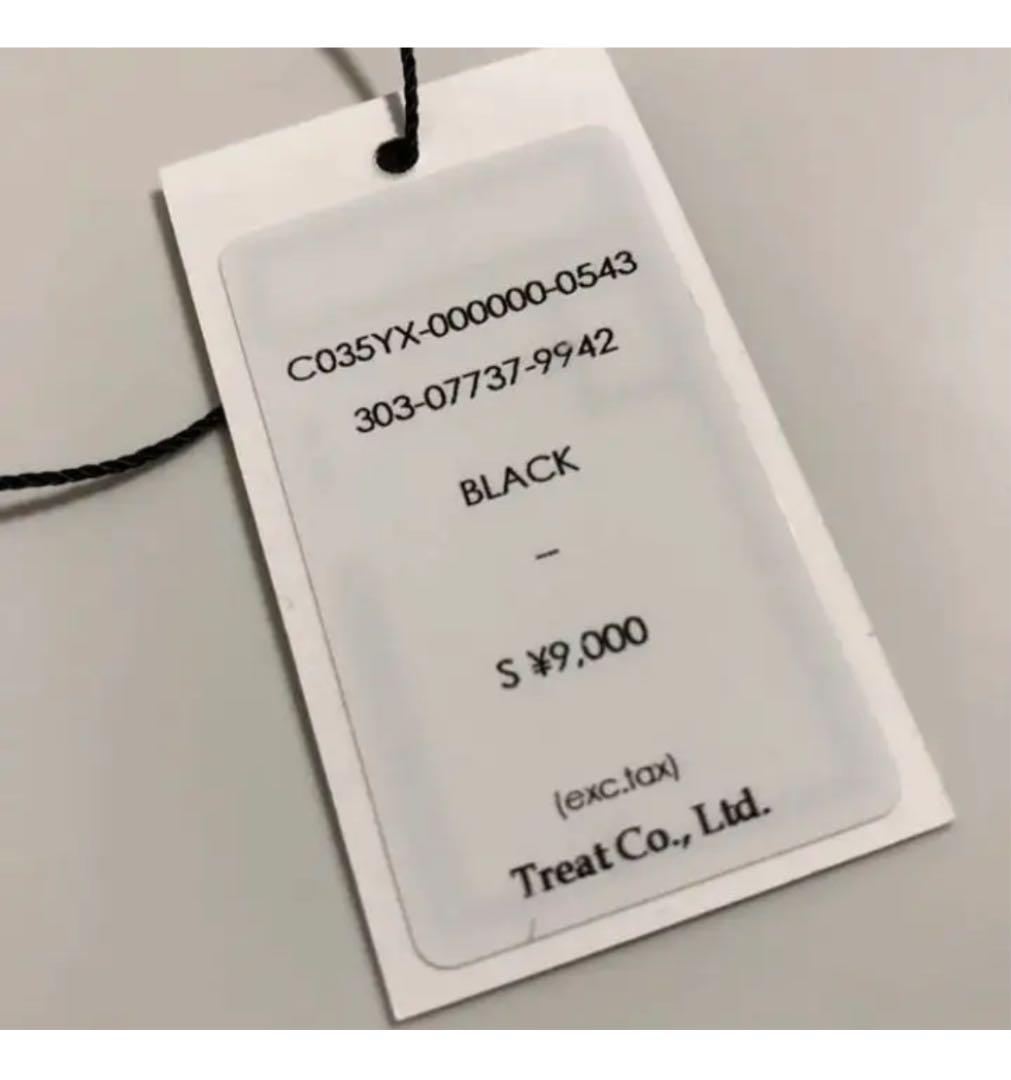 C035YX-000000-0543
303-07737-9942
BLACK
–
S ¥9,000
(exc.tax)
Treat Co., Ltd.